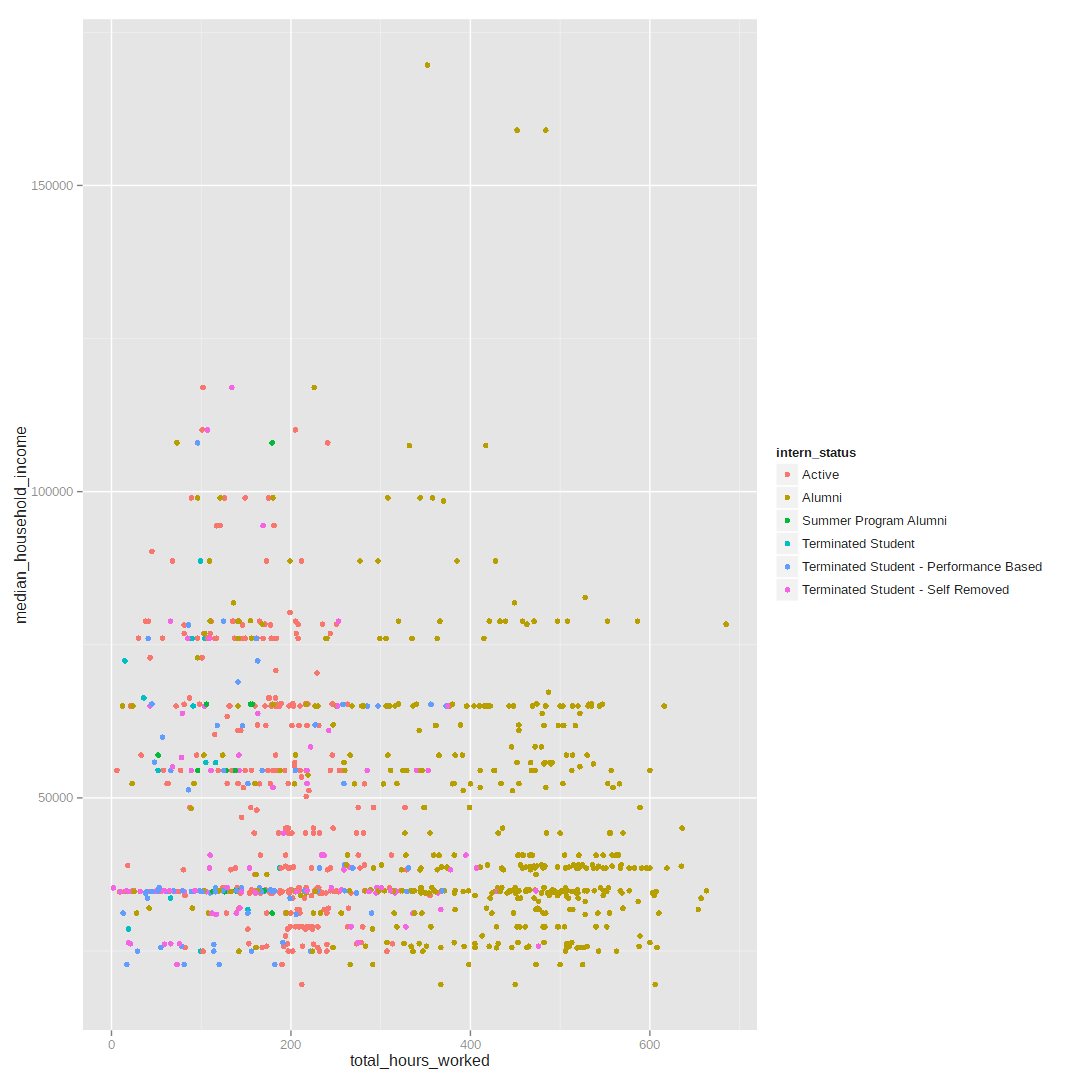 150000
100000
50000
median_household_income
0
200
400
600
total_hours_worked
intern_status
Active
Alumni
Summer Program Alumni
Terminated Student
Terminated Student - Performance Based
Terminated Student - Self Removed